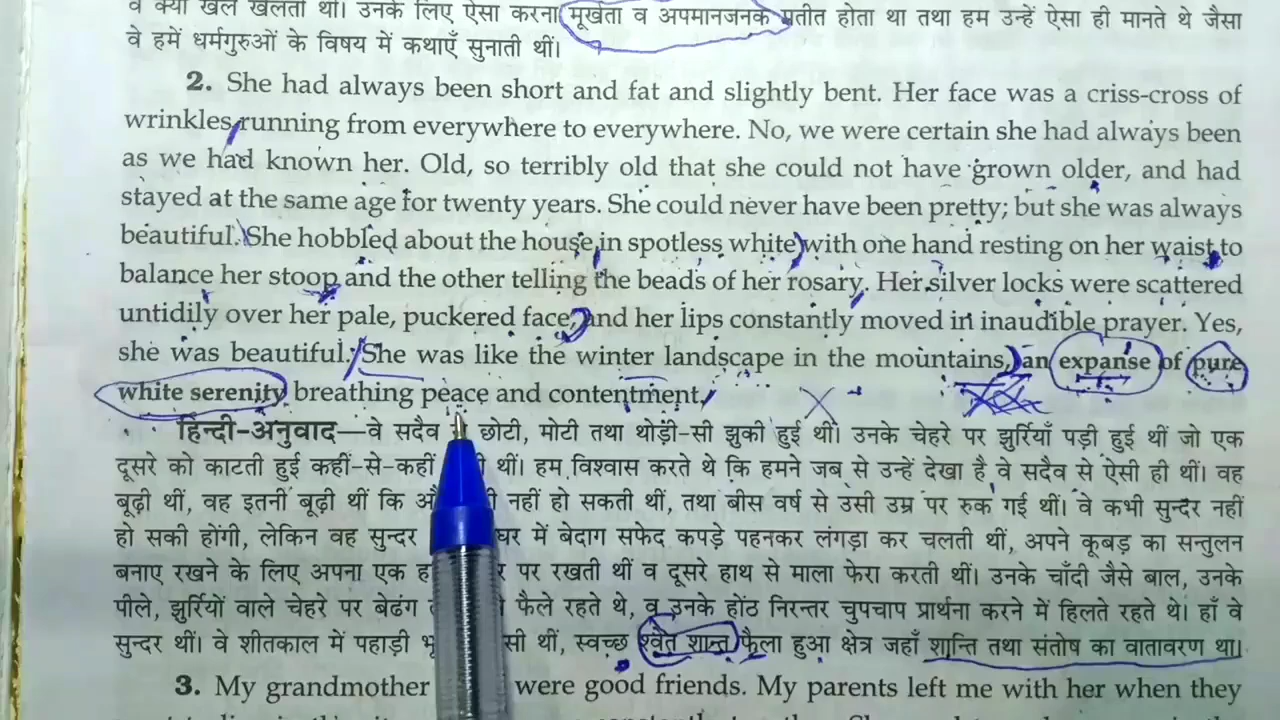 वे क्या खेल खेलती थीं। उनके लिए ऐसा करना मूर्खता व अपमानजनक प्रतीत होता था तथा हम उन्हें ऐसा ही मानते थे जैसा
वे हमें धर्मगुरुओं के विषय में कथाएँ सुनाती थीं।
2. She had always been short and fat and slightly bent. Her face was a criss-cross of
wrinkles running from everywhere to everywhere. No, we were certain she had always been
as we had known her. Old, so terribly old that she could not have grown older, and had
stayed at the same age for twenty years. She could never have been pretty; but she was always
beautiful. She hobbled about the house in spotless white with one hand resting on her waist to
balance her stoop and the other telling the beads of her rosary. Her silver locks were scattered
untidily over her pale, puckered face, and her lips constantly moved in inaudible prayer. Yes,
she was beautiful. She was like the winter landscape in the mountains, an expanse of pure
white serenity breathing peace and contentment.
हिन्दी-अनुवाद—वे सदैव छोटी, मोटी तथा थोड़ी-सी झुकी हुई थीं। उनके चेहरे पर झुर्रियाँ पड़ी हुई थीं जो एक
दूसरे को काटती हुई कहीं-से-कहीं थीं। हम विश्वास करते थे कि हमने जब से उन्हें देखा है, वे सदैव से ऐसी ही थीं। वह
बूढ़ी थीं, वह इतनी बूढ़ी थीं कि नहीं हो सकती थीं, तथा बीस वर्ष से उसी उम्र पर रुक गई थीं। वे कभी सुन्दर नहीं
हो सकी होंगी, लेकिन वह सुन्दर घर में बेदाग सफेद कपड़े पहनकर लंगड़ा कर चलती थीं, अपने कूबड़ का सन्तुलन
बनाए रखने के लिए अपना एक पर रखती थीं व दूसरे हाथ से माला फेरा करती थीं। उनके चाँदी जैसे बाल, उनके
पीले, झुर्रियों वाले चेहरे पर बेढंग फैले रहते थे, व उनके होंठ निरन्तर चुपचाप प्रार्थना करने में हिलते रहते थे। हाँ वे
सुन्दर थीं। वे शीतकाल में पहाड़ी सी थीं, स्वच्छ श्वेत शान्त फैला हुआ क्षेत्र जहाँ शान्ति तथा संतोष का वातावरण था।
3. My grandmother were good friends. My parents left me with her when they